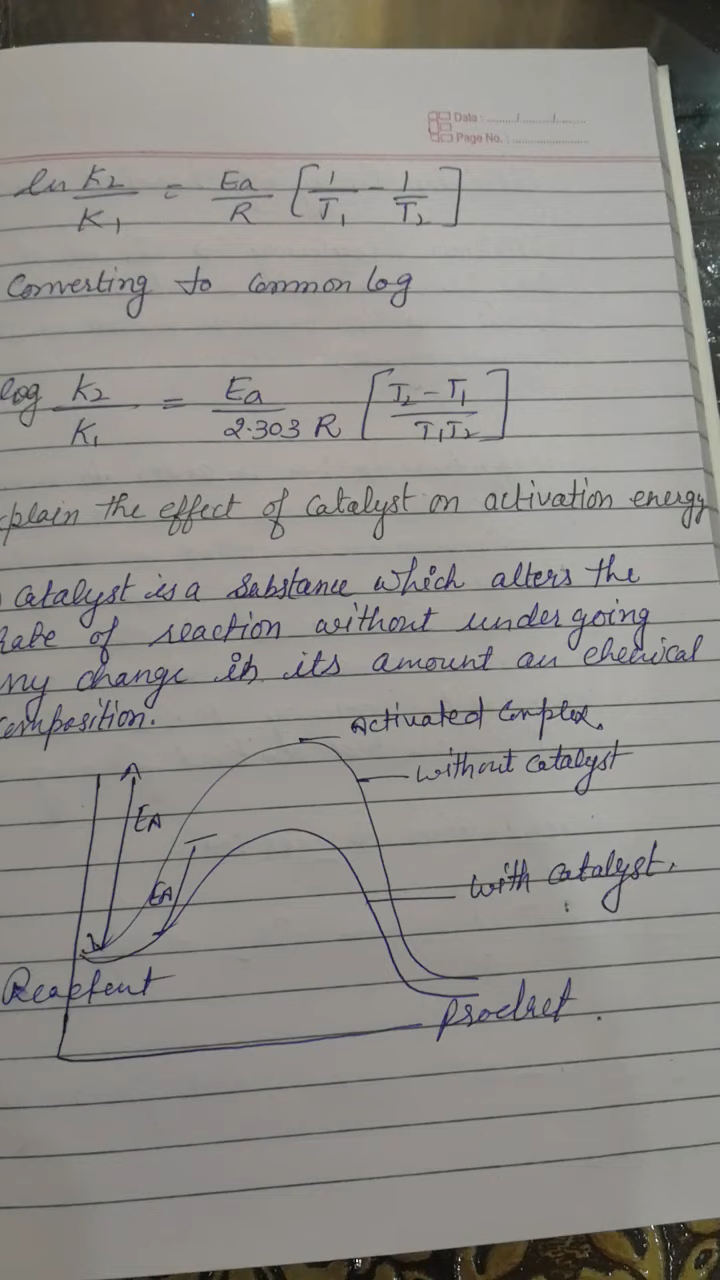 Date : ......./......./.......
Page No. : .......................
ln K2/K1 = Ea/R [1/T1 - 1/T2]
Converting to common log
log K2/K1 = Ea/2.303 R [T2 - T1/T1T2]
plain the effect of catalyst on activation energy
catalyst is a substance which alters the
Rate of reaction without undergoing
ny change in its amount an chemical
composition.
Activated Complex.
without catalyst
EA
EA
with catalyst.
Reactent
Product.